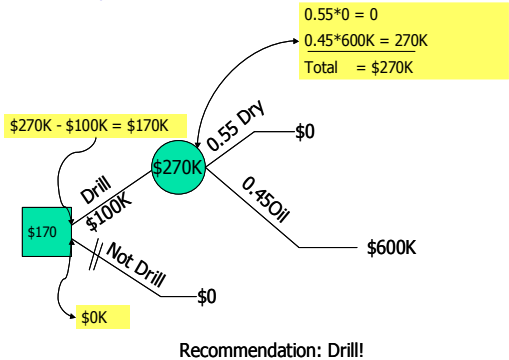 0.55*0 = 0
0.45*600K = 270K
Total = $270K
$270K - $100K = $170K
0.55 Dry
$0
$270K
Drill
$100K
0.45Oil
$600K
$170
Not Drill
$0
$0K
Recommendation: Drill!